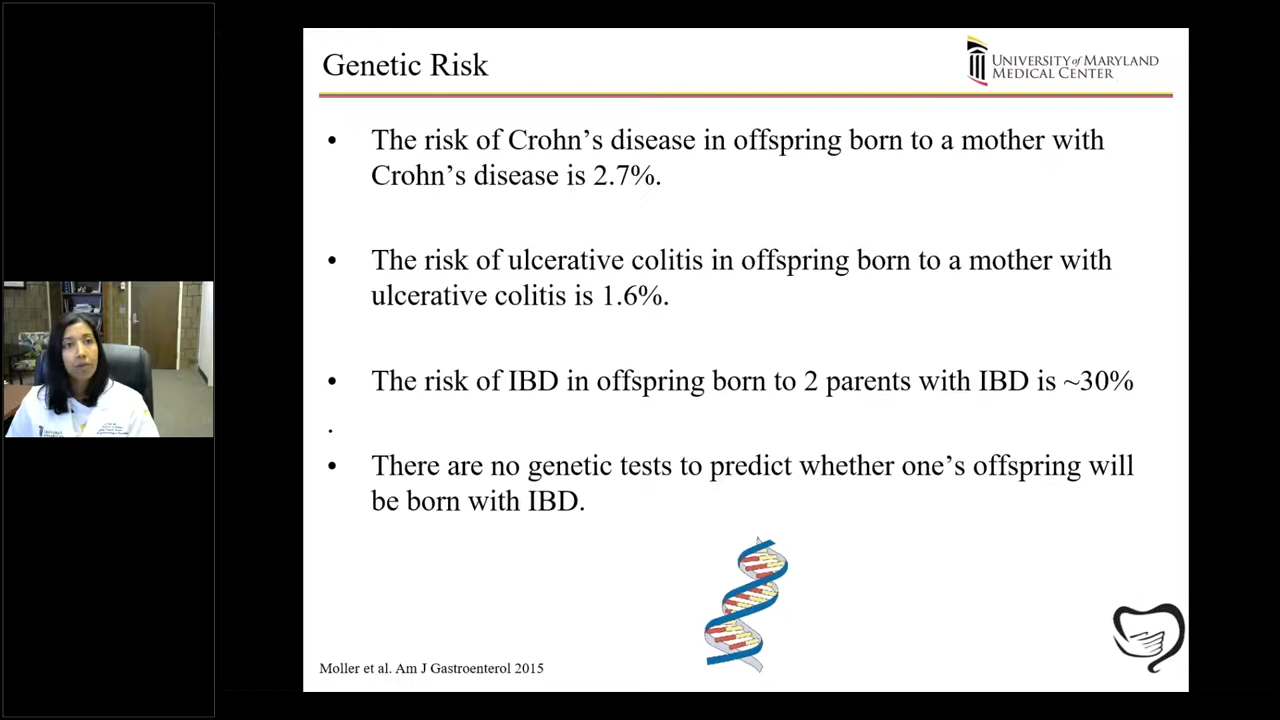 Genetic Risk
UNIVERSITY of MARYLAND
MEDICAL CENTER
• The risk of Crohn’s disease in offspring born to a mother with
Crohn’s disease is 2.7%.
• The risk of ulcerative colitis in offspring born to a mother with
ulcerative colitis is 1.6%.
• The risk of IBD in offspring born to 2 parents with IBD is ~30%
.
• There are no genetic tests to predict whether one’s offspring will
be born with IBD.
Moller et al. Am J Gastroenterol 2015